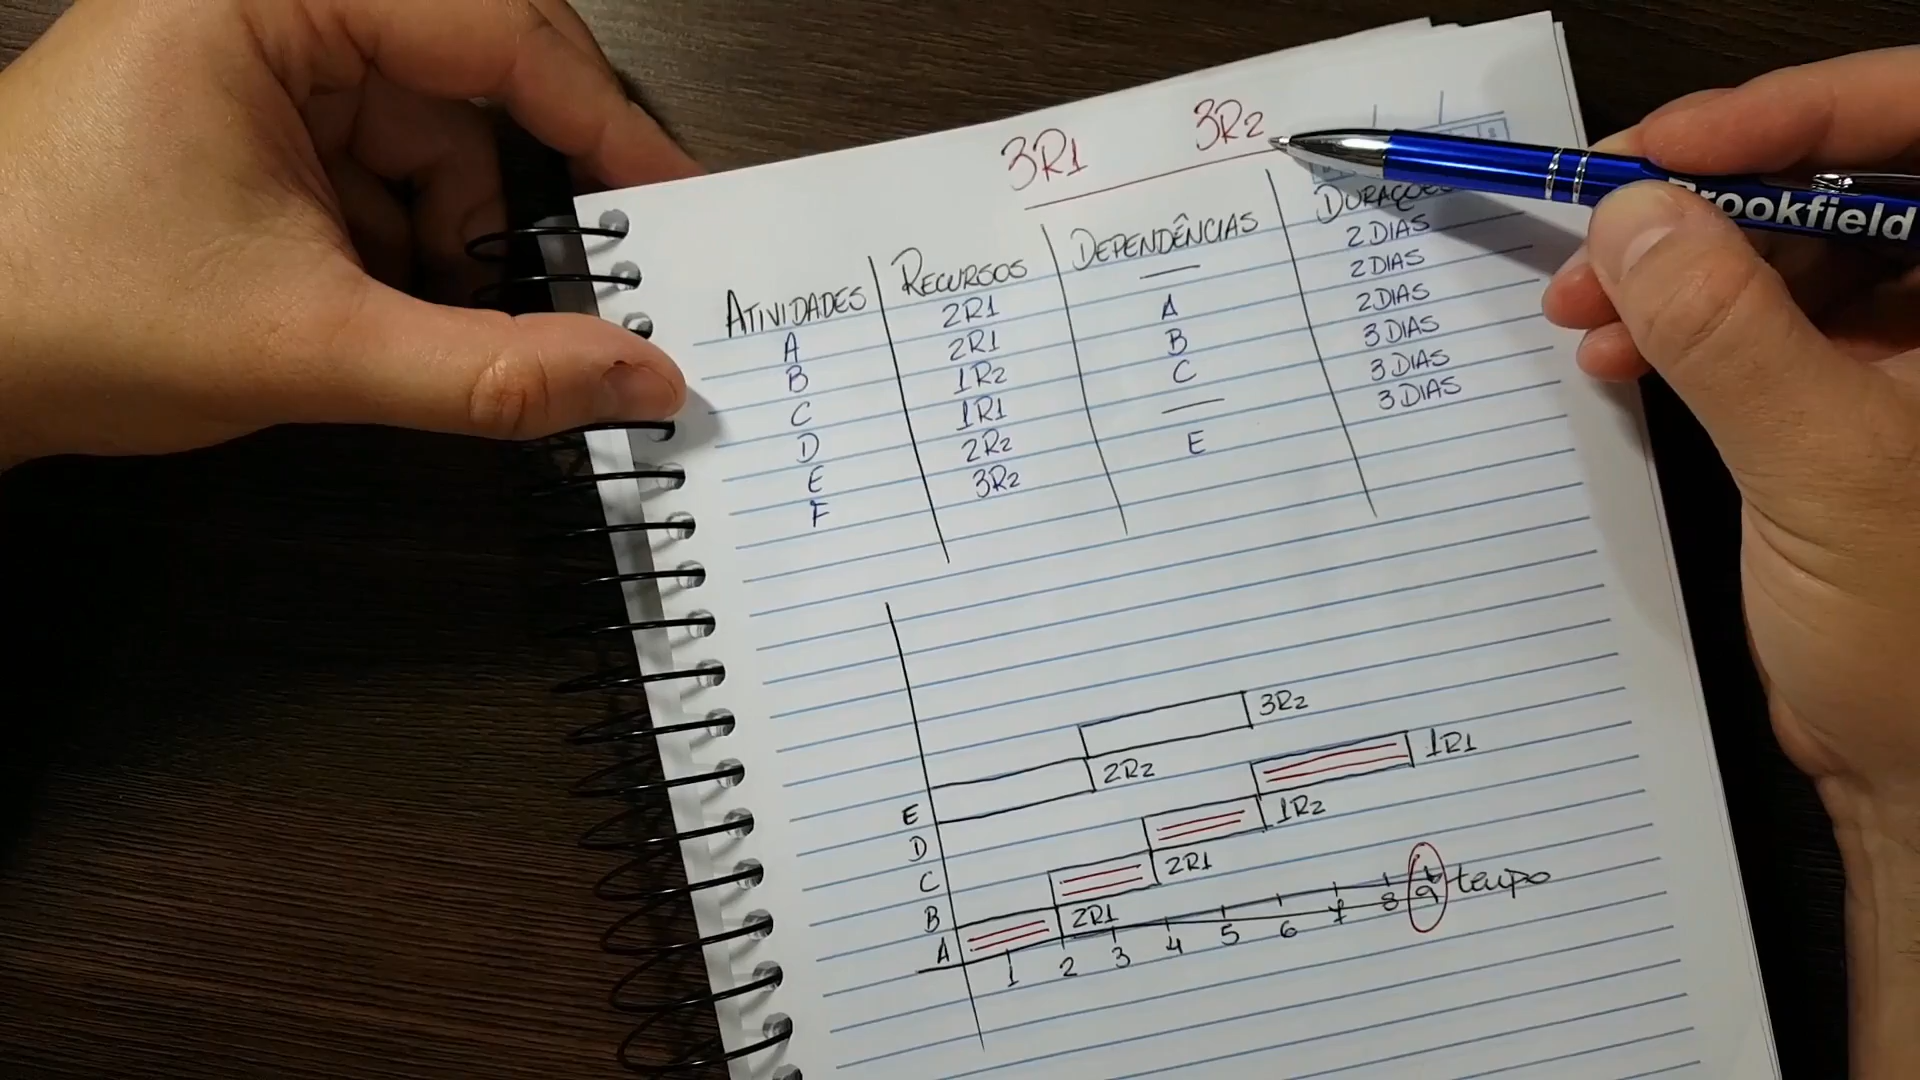 3R1 3R2
ATIVIDADES RECURSOS DEPENDÊNCIAS DURAÇÕES
A 2R1 — 2 DIAS
B 2R1 A 2 DIAS
C 1R2 B 2 DIAS
D 1R1 C 3 DIAS
E 2R2 — 3 DIAS
F 3R2 E 3 DIAS
Brookfield
3R2
E 2R2 1R1
D 1R2
C 2R1
B 2R1
A
1 2 3 4 5 6 7 8 9 tempo